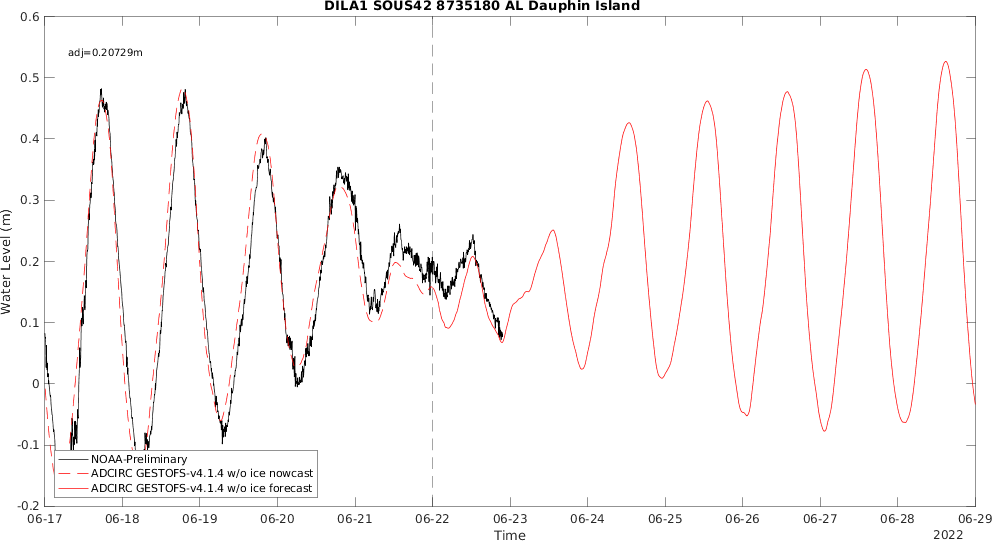 DILA1 SOUS42 8735180 AL Dauphin Island
adj=0.20729m
0.6
0.5
0.4
0.3
0.2
0.1
0
-0.1
-0.2
Water Level (m)
NOAA-Preliminary
ADCIRC GESTOFS-v4.1.4 w/o ice nowcast
ADCIRC GESTOFS-v4.1.4 w/o ice forecast
06-17 06-18 06-19 06-20 06-21 06-22 06-23 06-24 06-25 06-26 06-27 06-28 06-29
Time
2022